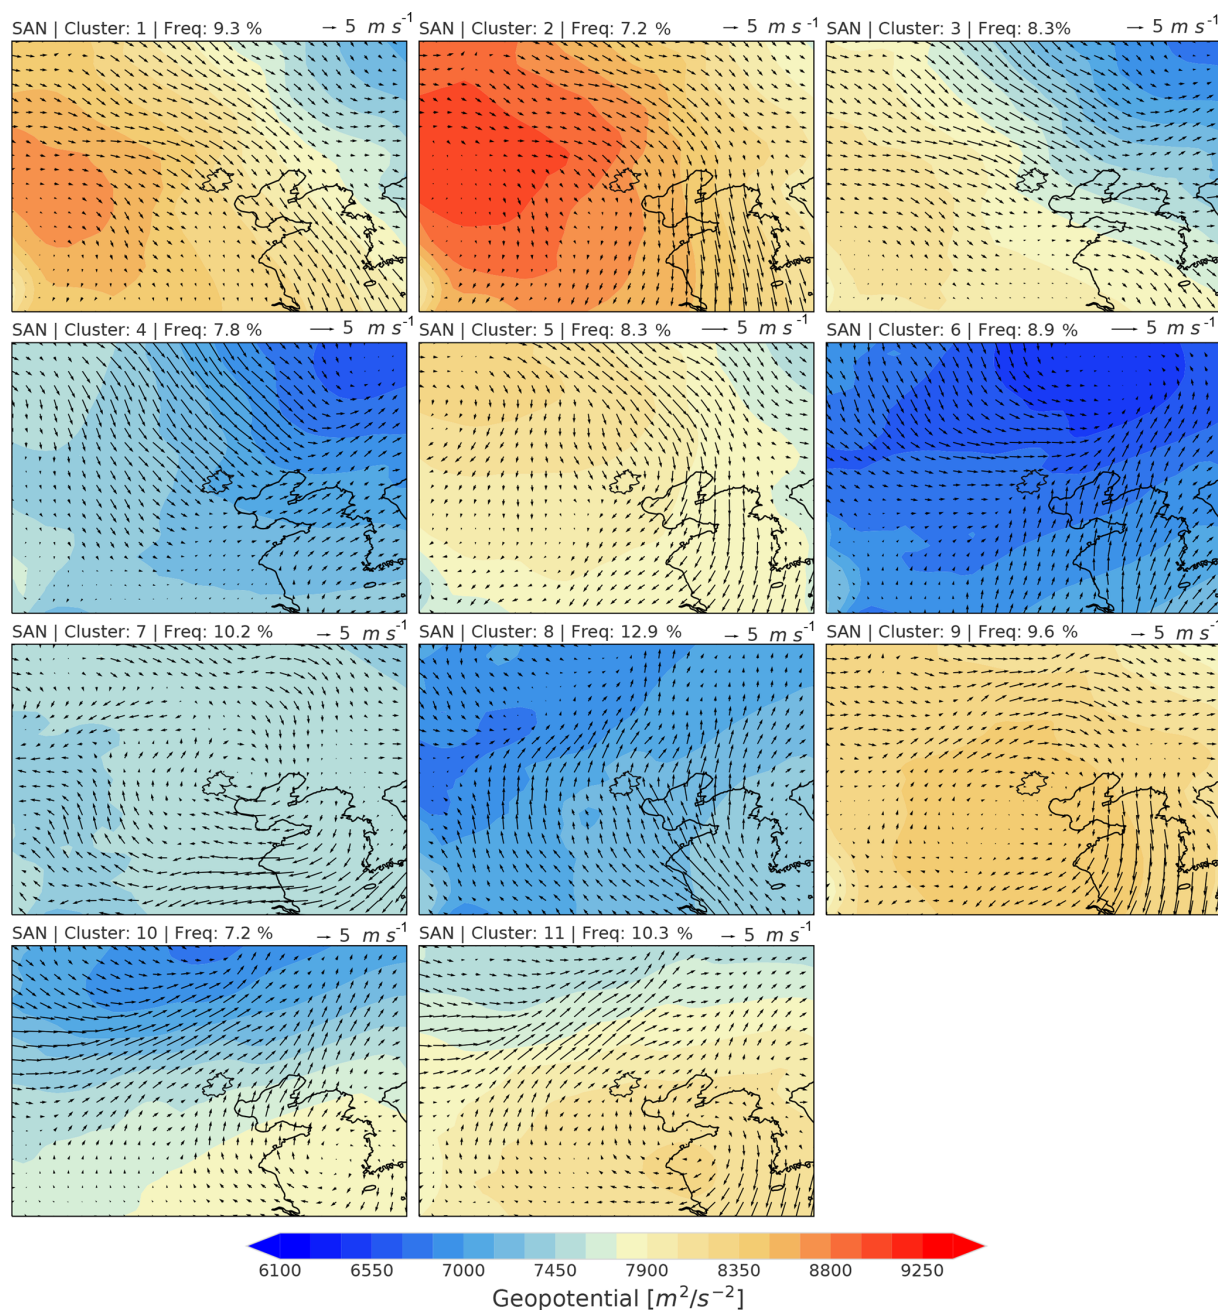 SAN | Cluster: 1 | Freq: 9.3 % → 5 m s⁻¹
SAN | Cluster: 2 | Freq: 7.2 % → 5 m s⁻¹
SAN | Cluster: 3 | Freq: 8.3% → 5 m s⁻¹
SAN | Cluster: 4 | Freq: 7.8 % → 5 m s⁻¹
SAN | Cluster: 5 | Freq: 8.3 % → 5 m s⁻¹
SAN | Cluster: 6 | Freq: 8.9 % → 5 m s⁻¹
SAN | Cluster: 7 | Freq: 10.2 % → 5 m s⁻¹
SAN | Cluster: 8 | Freq: 12.9 % → 5 m s⁻¹
SAN | Cluster: 9 | Freq: 9.6 % → 5 m s⁻¹
SAN | Cluster: 10 | Freq: 7.2 % → 5 m s⁻¹
SAN | Cluster: 11 | Freq: 10.3 % → 5 m s⁻¹
6100 6550 7000 7450 7900 8350 8800 9250
Geopotential [m²/s⁻²]